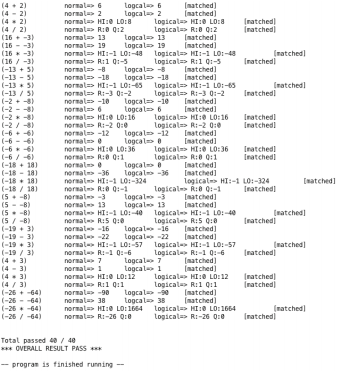 (4 + 2) normal=> 6 logcal=> 6 [matched]
(4 − 2) normal=> 2 logcal=> 2 [matched]
(4 ∗ 2) normal=> HI:0 LO:8 logical=> HI:0 LO:8 [matched]
(4 / 2) normal=> R:0 Q:2 logcal=> R:0 Q:2 [matched]
(16 + −3) normal=> 13 logcal=> 13 [matched]
(16 − −3) normal=> 19 logcal=> 19 [matched]
(16 ∗ −3) normal=> HI:−1 LO:−48 logical=> HI:−1 LO:−48 [matched]
(16 / −3) normal=> R:1 Q:−5 logcal=> R:1 Q:−5 [matched]
(−13 + 5) normal=> −8 logcal=> −8 [matched]
(−13 − 5) normal=> −18 logcal=> −18 [matched]
(−13 ∗ 5) normal=> HI:−1 LO:−65 logical=> HI:−1 LO:−65 [matched]
(−13 / 5) normal=> R:−3 Q:−2 logcal=> R:−3 Q:−2 [matched]
(−2 + −8) normal=> −10 logcal=> −10 [matched]
(−2 − −8) normal=> 6 logcal=> 6 [matched]
(−2 ∗ −8) normal=> HI:0 LO:16 logical=> HI:0 LO:16 [matched]
(−2 / −8) normal=> R:−2 Q:0 logcal=> R:−2 Q:0 [matched]
(−6 + −6) normal=> −12 logcal=> −12 [matched]
(−6 − −6) normal=> 0 logcal=> 0 [matched]
(−6 ∗ −6) normal=> HI:0 LO:36 logical=> HI:0 LO:36 [matched]
(−6 / −6) normal=> R:0 Q:1 logcal=> R:0 Q:1 [matched]
(−18 + 18) normal=> 0 logcal=> 0 [matched]
(−18 − 18) normal=> −36 logcal=> −36 [matched]
(−18 ∗ 18) normal=> HI:−1 LO:−324 logical=> HI:−1 LO:−324 [matched]
(−18 / 18) normal=> R:0 Q:−1 logcal=> R:0 Q:−1 [matched]
(5 + −8) normal=> −3 logcal=> −3 [matched]
(5 − −8) normal=> 13 logcal=> 13 [matched]
(5 ∗ −8) normal=> HI:−1 LO:−40 logical=> HI:−1 LO:−40 [matched]
(5 / −8) normal=> R:5 Q:0 logcal=> R:5 Q:0 [matched]
(−19 + 3) normal=> −16 logcal=> −16 [matched]
(−19 − 3) normal=> −22 logcal=> −22 [matched]
(−19 ∗ 3) normal=> HI:−1 LO:−57 logical=> HI:−1 LO:−57 [matched]
(−19 / 3) normal=> R:−1 Q:−6 logcal=> R:−1 Q:−6 [matched]
(4 + 3) normal=> 7 logcal=> 7 [matched]
(4 − 3) normal=> 1 logcal=> 1 [matched]
(4 ∗ 3) normal=> HI:0 LO:12 logical=> HI:0 LO:12 [matched]
(4 / 3) normal=> R:1 Q:1 logcal=> R:1 Q:1 [matched]
(−26 + −64) normal=> −90 logcal=> −90 [matched]
(−26 − −64) normal=> 38 logcal=> 38 [matched]
(−26 ∗ −64) normal=> HI:0 LO:1664 logical=> HI:0 LO:1664 [matched]
(−26 / −64) normal=> R:−26 Q:0 logcal=> R:−26 Q:0 [matched]
Total passed 40 / 40
*** OVERALL RESULT PASS ***
−− program is finished running −−